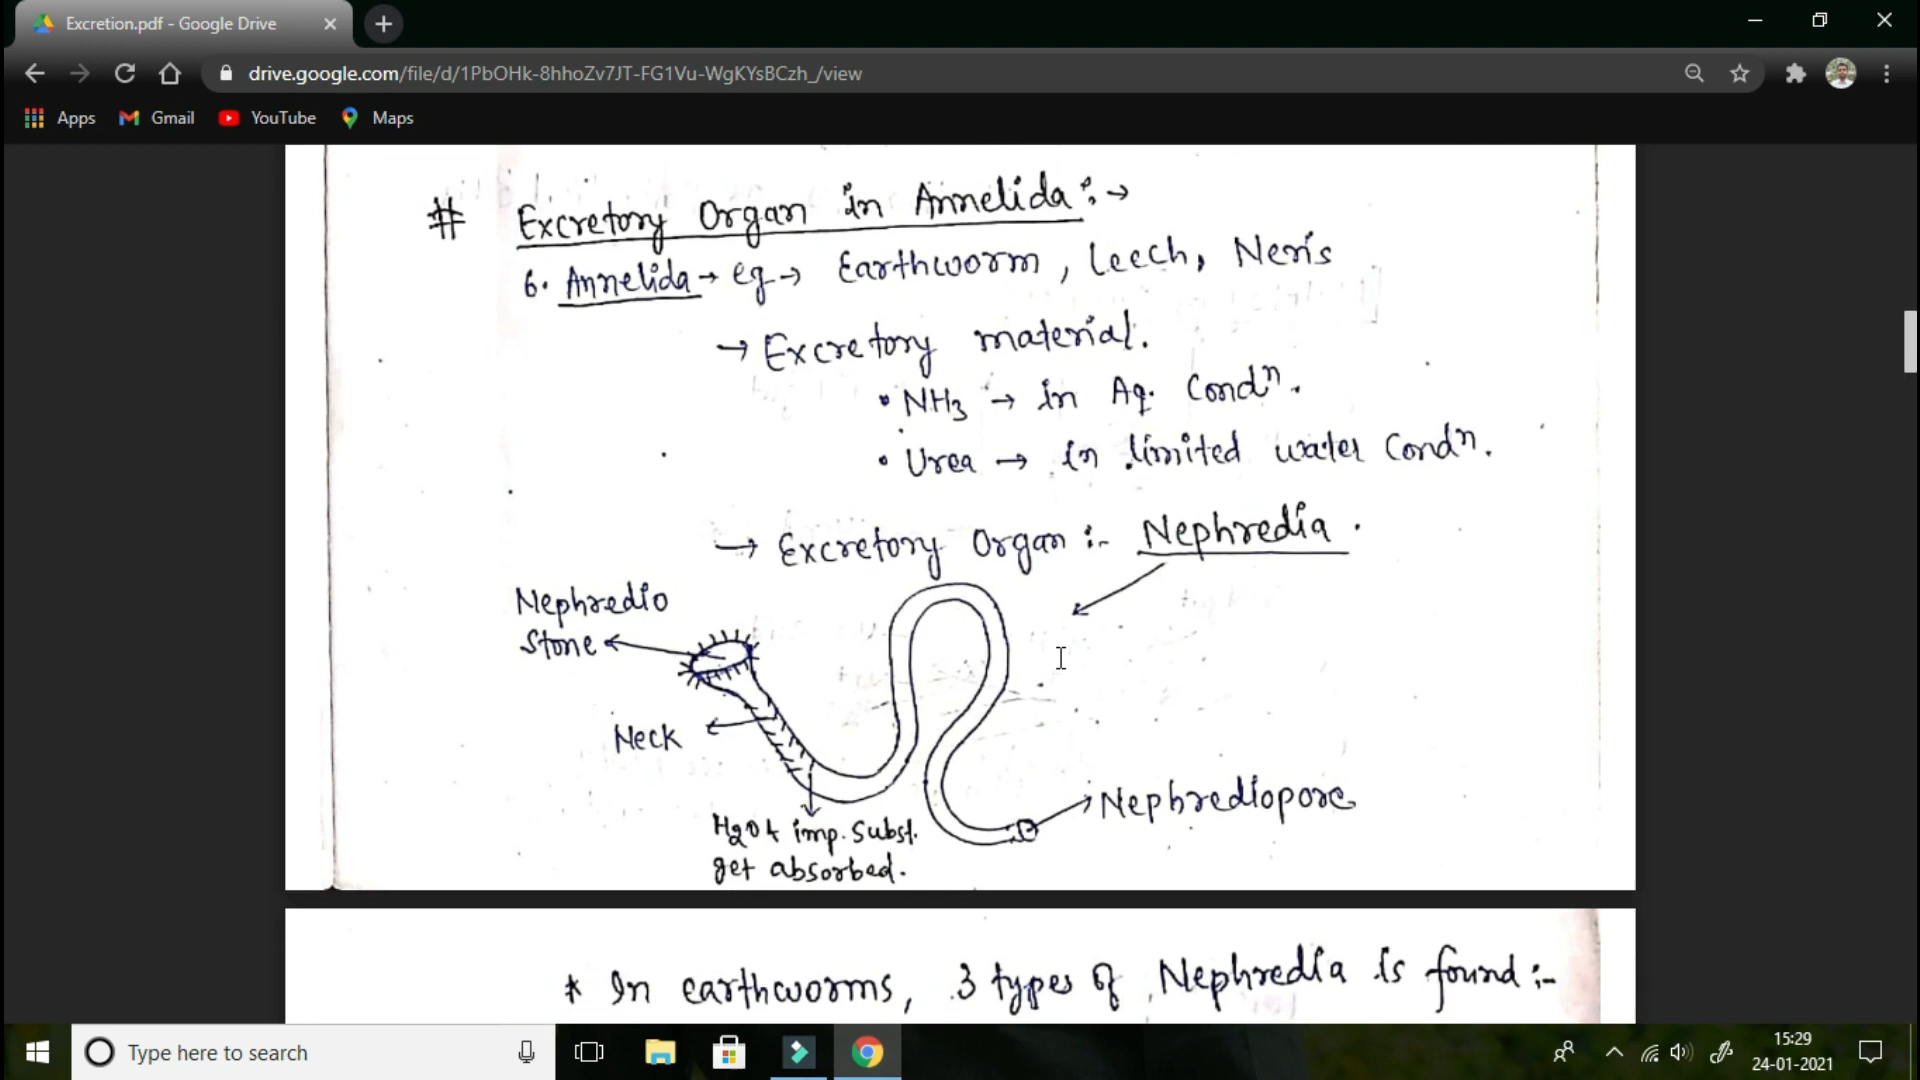 Excretion.pdf - Google Drive
drive.google.com/file/d/1PbOHk-8hhoZv7JT-FG1Vu-WgKYsBCzh_/view
Apps Gmail YouTube Maps
# Excretory Organ in Annelida :→
6. Annelida → eg → Earthworm, Leech, Neris
→ Excretory material.
• NH3 → in Aq. Condⁿ.
• Urea → in limited water Condⁿ.
→ Excretory Organ :- Nephredia.
Nephredio
Stone
Neck
H2O & imp. Subst.
get absorbed.
Nephrediopore
* In earthworms, 3 types of Nephredia is found :-
Type here to search
15:29
24-01-2021